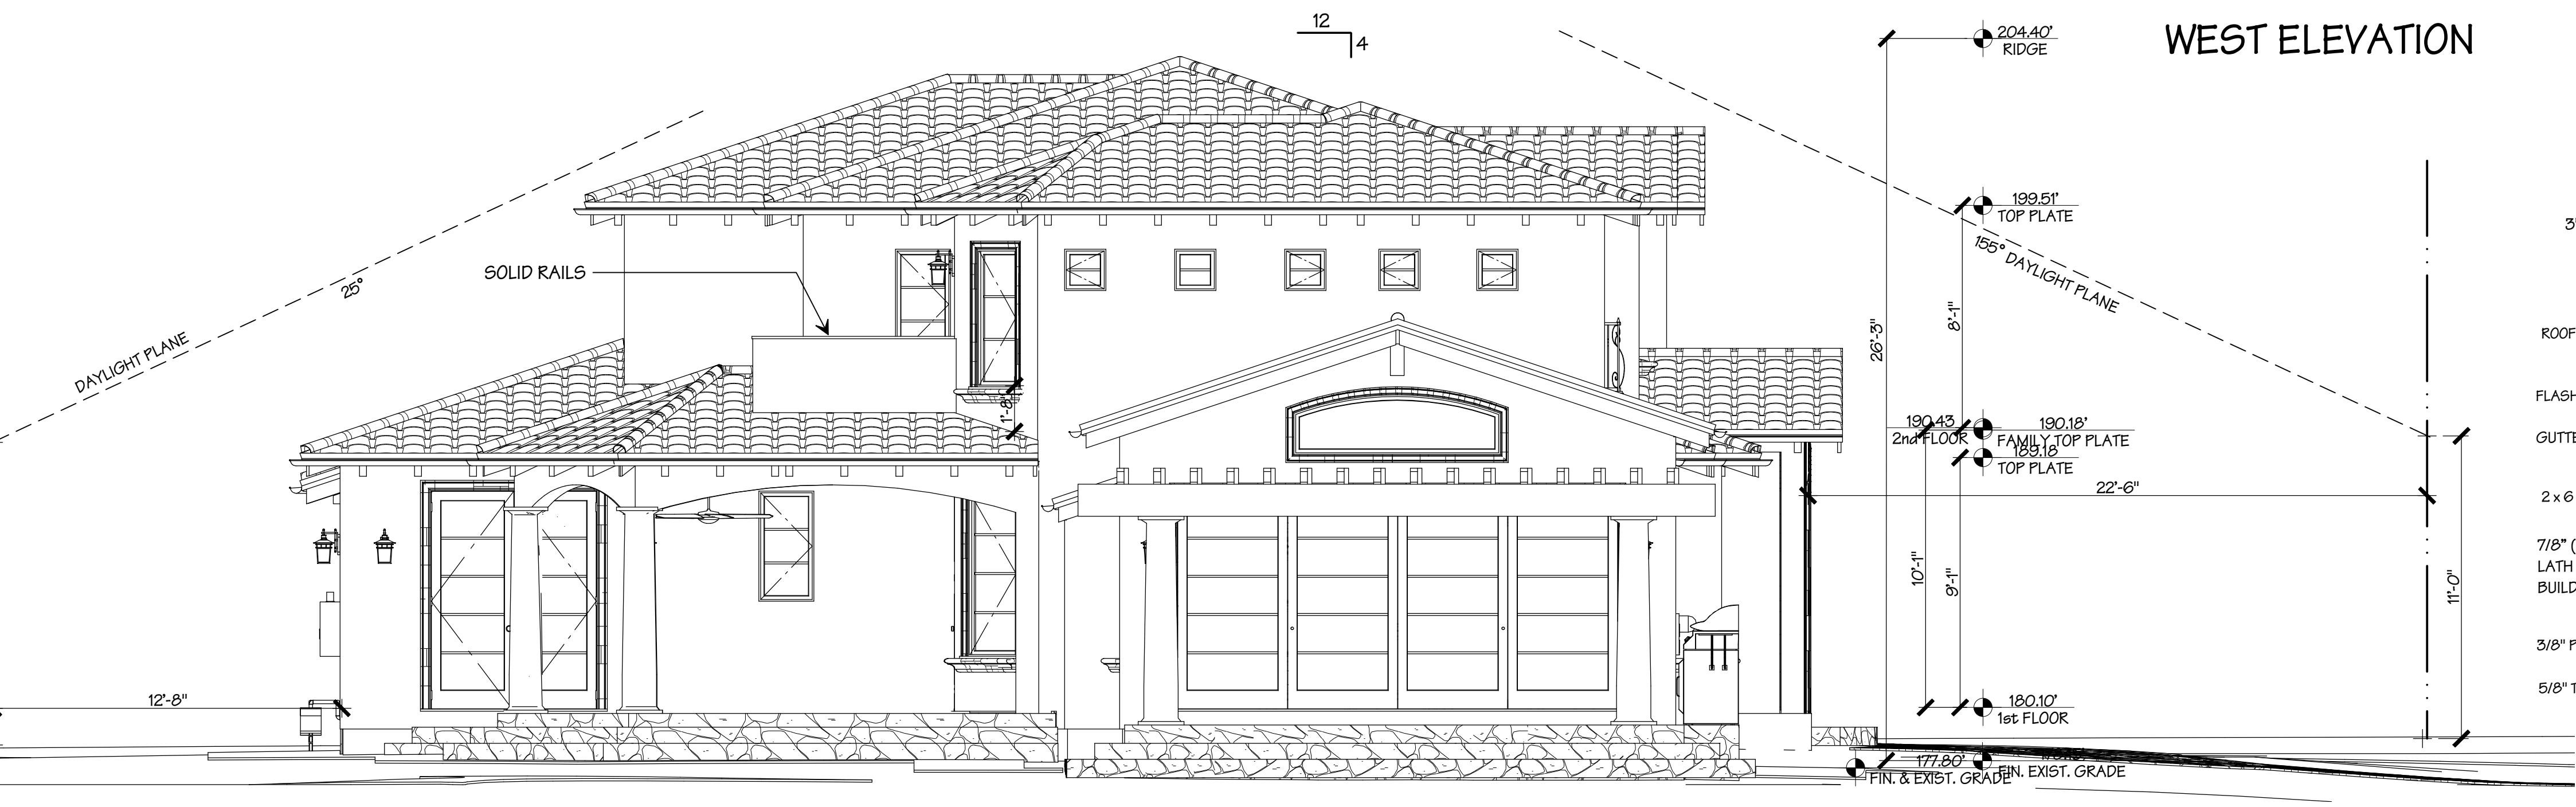 WEST ELEVATION
12
4
204.40'
RIDGE
199.51'
TOP PLATE
155° DAYLIGHT PLANE
25°
DAYLIGHT PLANE
SOLID RAILS
8'-1"
26'-3"
1'-8"
190.43
2nd FLOOR
190.18'
FAMILY TOP PLATE
189.18
TOP PLATE
22'-6"
10'-1"
9'-1"
11'-0"
12'-8"
180.10'
1st FLOOR
177.80'
FIN. & EXIST. GRADE
FIN. EXIST. GRADE
3
ROOF
FLASH
GUTTE
2 x 6
7/8" (
LATH
BUILD
3/8" P
5/8" T